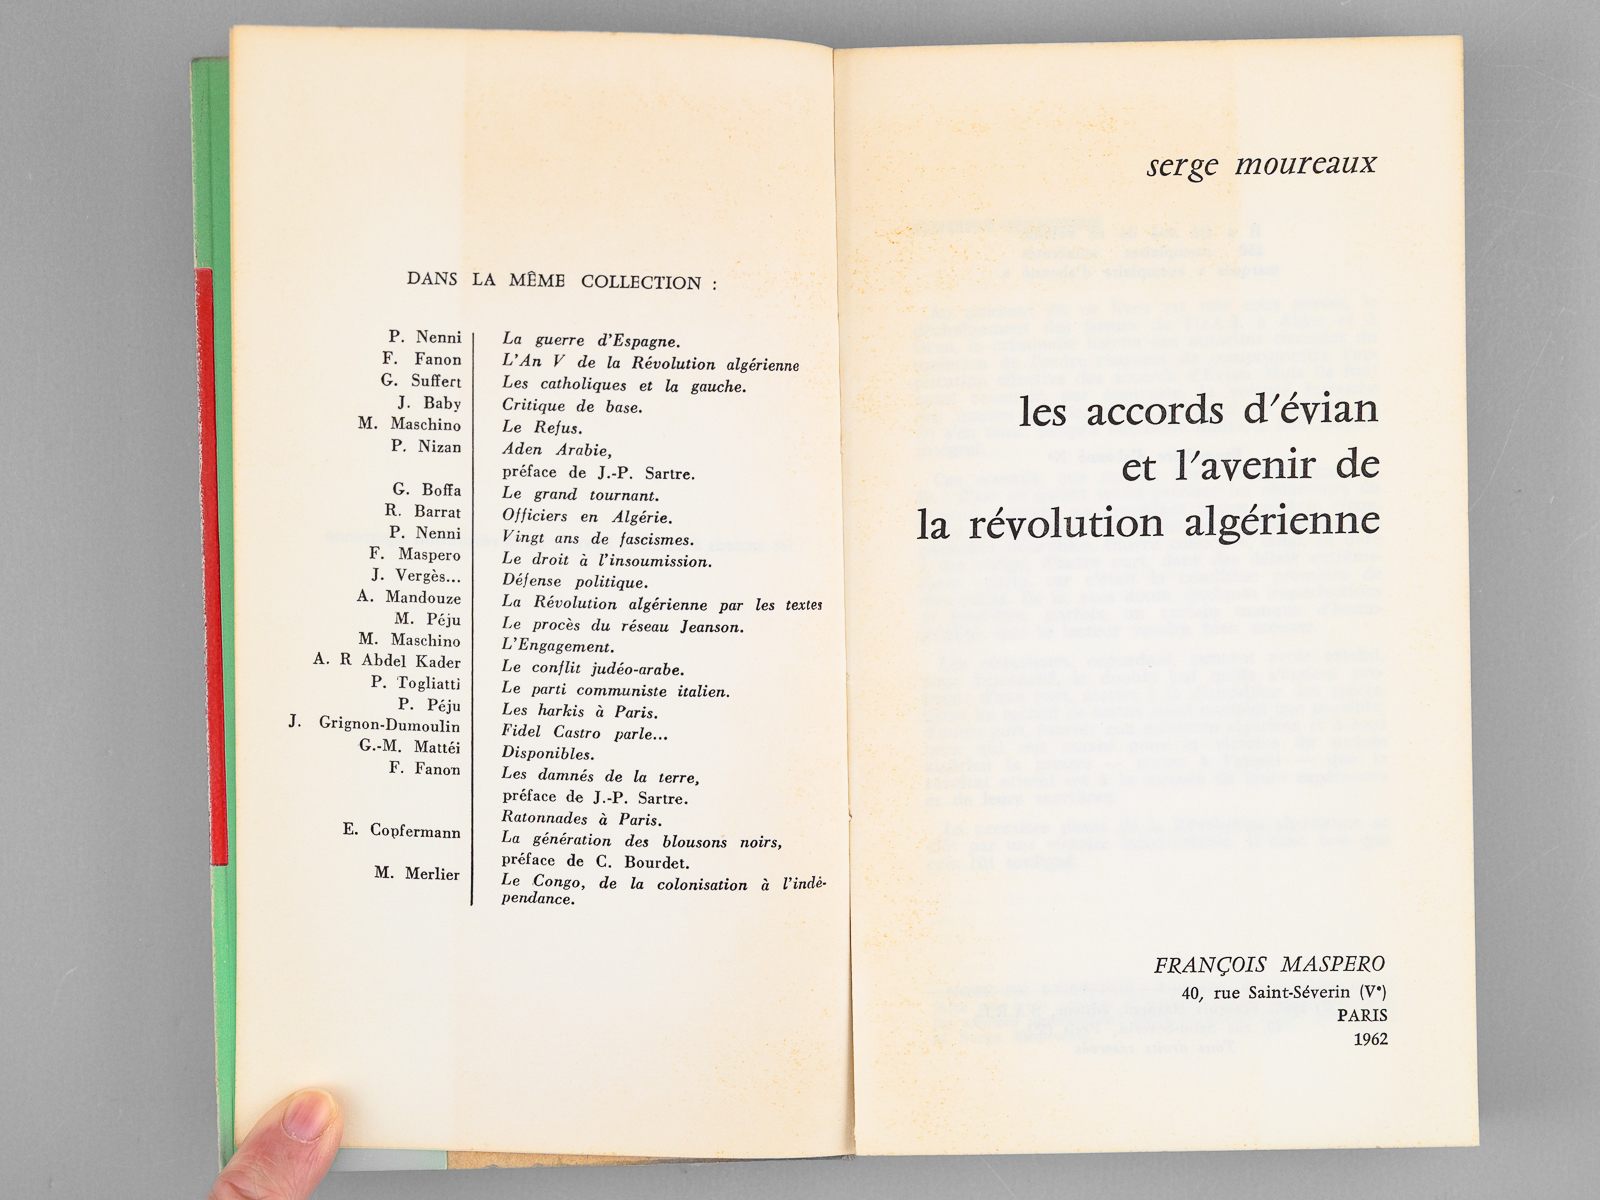 DANS LA MÊME COLLECTION :
P. Nenni La guerre d'Espagne.
F. Fanon L'An V de la Révolution algérienne
G. Suffert Les catholiques et la gauche.
J. Baby Critique de base.
M. Maschino Le Refus.
P. Nizan Aden Arabie,
préface de J.-P. Sartre.
G. Boffa Le grand tournant.
R. Barrat Officiers en Algérie.
P. Nenni Vingt ans de fascismes.
F. Maspero Le droit à l'insoumission.
J. Vergès... Défense politique.
A. Mandouze La Révolution algérienne par les textes
M. Péju Le procès du réseau Jeanson.
M. Maschino L'Engagement.
A. R Abdel Kader Le conflit judéo-arabe.
P. Togliatti Le parti communiste italien.
P. Péju Les harkis à Paris.
J. Grignon-Dumoulin Fidel Castro parle...
G.-M. Mattéi Disponibles.
F. Fanon Les damnés de la terre,
préface de J.-P. Sartre.
Ratonnades à Paris.
E. Copfermann La génération des blousons noirs,
préface de C. Bourdet.
M. Merlier Le Congo, de la colonisation à l'indé-
pendance.
serge moureaux
les accords d'évian
et l'avenir de
la révolution algérienne
FRANÇOIS MASPERO
40, rue Saint-Séverin (Vᵉ)
PARIS
1962